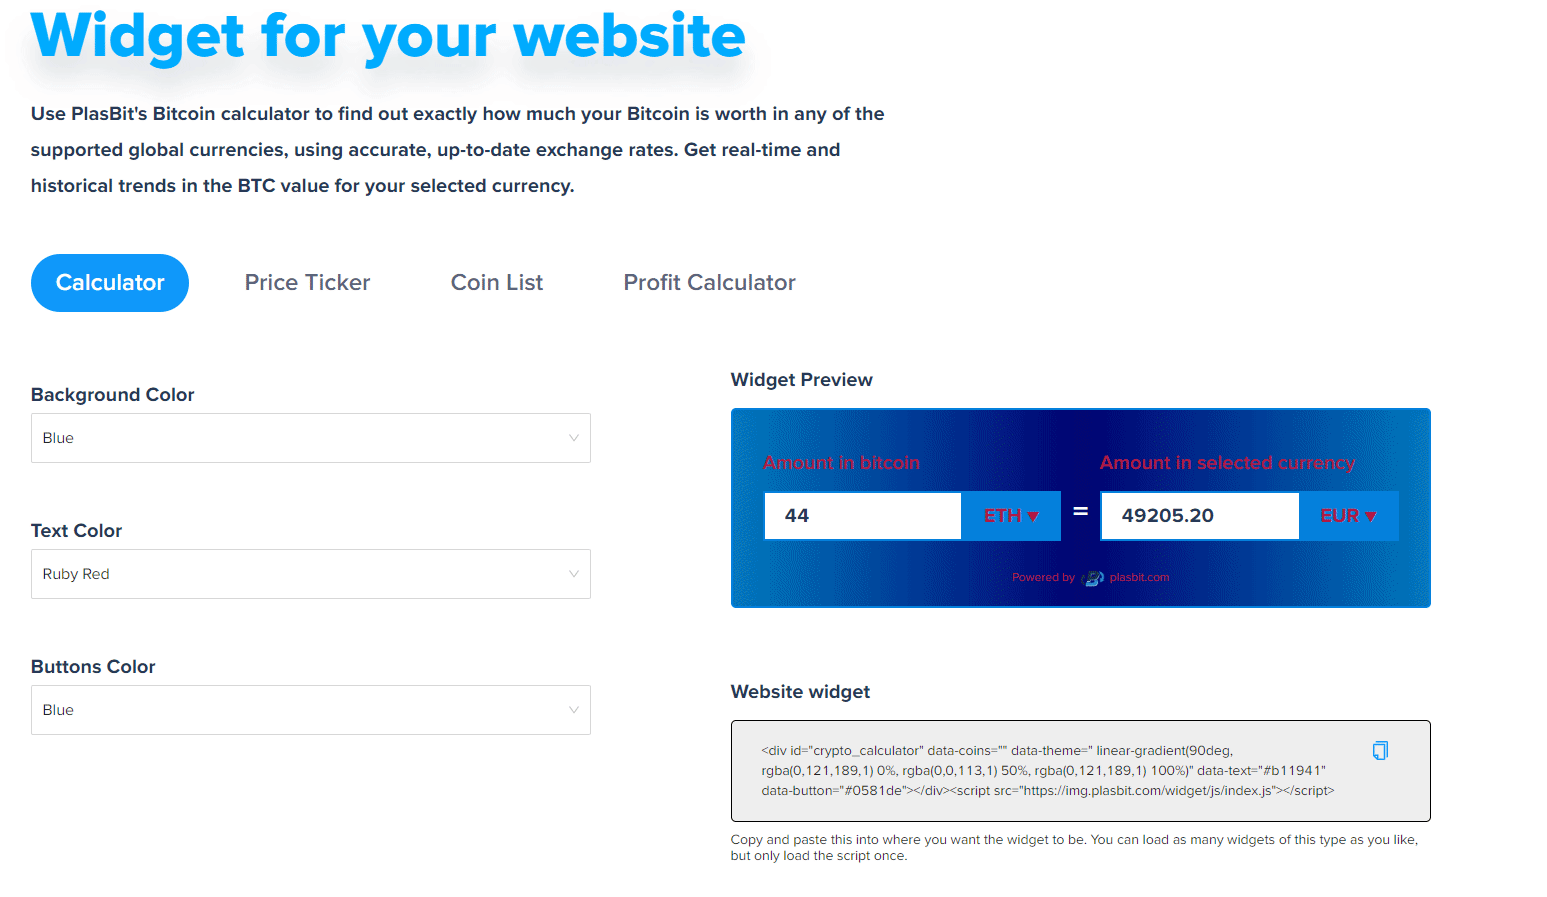 Widget for your website
Use PlasBit's Bitcoin calculator to find out exactly how much your Bitcoin is worth in any of the
supported global currencies, using accurate, up-to-date exchange rates. Get real-time and
historical trends in the BTC value for your selected currency.
Calculator Price Ticker Coin List Profit Calculator
Background Color
Blue
Text Color
Ruby Red
Buttons Color
Blue
Widget Preview
Amount in bitcoin Amount in selected currency
44 ETH ▼ = 49205.20 EUR ▼
Powered by plasbit.com
Website widget
<div id="crypto_calculator" data-coins="" data-theme=" linear-gradient(90deg,
rgba(0,121,189,1) 0%, rgba(0,0,113,1) 50%, rgba(0,121,189,1) 100%)" data-text="#b11941"
data-button="#0581de"></div><script src="https://img.plasbit.com/widget/js/index.js"></script>
Copy and paste this into where you want the widget to be. You can load as many widgets of this type as you like,
but only load the script once.